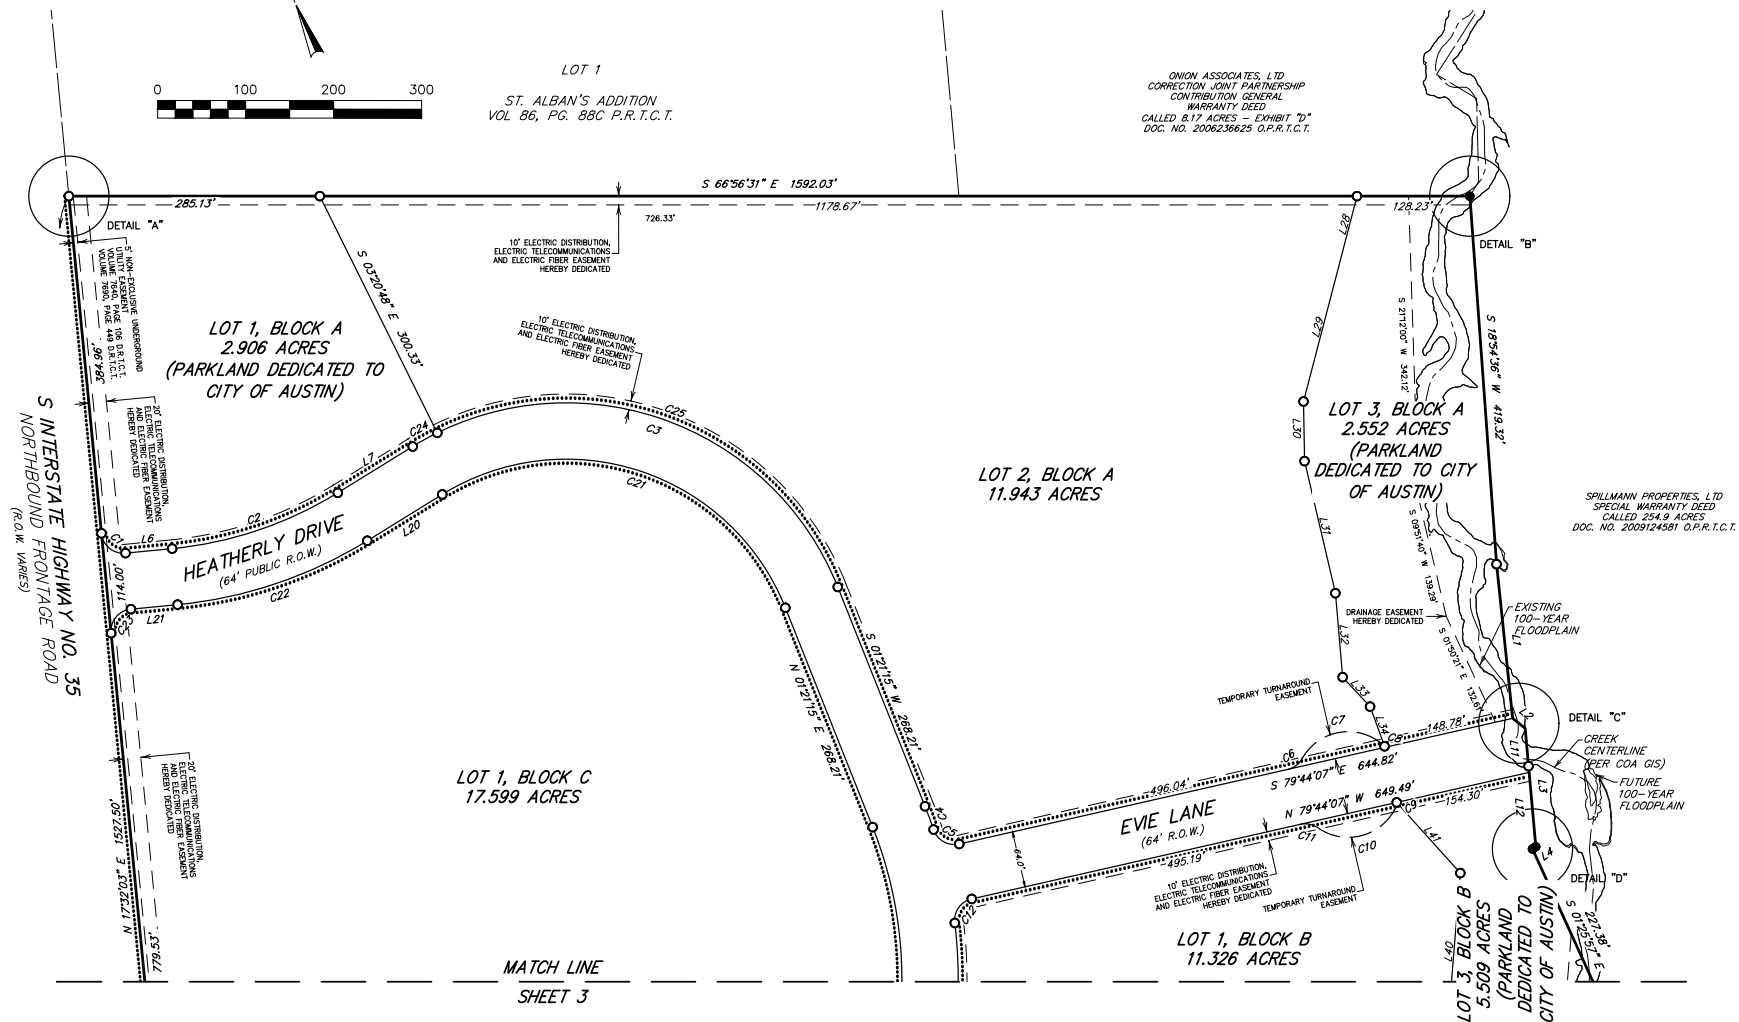 0 100 200 300
LOT 1
ST. ALBAN'S ADDITION
VOL 86, PG. 88C P.R.T.C.T.
ONION ASSOCIATES, LTD
CORRECTION JOINT PARTNERSHIP
CONTRIBUTION GENERAL
WARRANTY DEED
CALLED 8.17 ACRES – EXHIBIT "D"
DOC. NO. 2006236625 O.P.R.T.C.T.
S 66°56'31" E 1592.03'
285.13'
1178.67'
128.23'
726.33'
DETAIL "A"
DETAIL "B"
10' ELECTRIC DISTRIBUTION,
ELECTRIC TELECOMMUNICATIONS
AND ELECTRIC FIBER EASEMENT
HEREBY DEDICATED
5' NON-EXCLUSIVE UNDERGROUND
UTILITY EASEMENT
VOLUME 7640, PAGE 106 D.R.T.C.T.
VOLUME 7690, PAGE 449 D.R.T.C.T.
384.96'
S 03°20'48" E 300.33'
LOT 1, BLOCK A
2.906 ACRES
(PARKLAND DEDICATED TO
CITY OF AUSTIN)
10' ELECTRIC DISTRIBUTION,
ELECTRIC TELECOMMUNICATIONS
AND ELECTRIC FIBER EASEMENT
HEREBY DEDICATED
L28
L29
L30
L31
L32
L33
L34
S 21°12'00" W 342.12'
S 18°54'36" W 419.32'
LOT 3, BLOCK A
2.552 ACRES
(PARKLAND
DEDICATED TO CITY
OF AUSTIN)
20' ELECTRIC DISTRIBUTION,
ELECTRIC TELECOMMUNICATIONS
AND ELECTRIC FIBER EASEMENT
HEREBY DEDICATED
S INTERSTATE HIGHWAY NO. 35
NORTHBOUND FRONTAGE ROAD
(R.O.W. VARIES)
C24
C25
C3
L7
C2
C21
L20
C1
L6
HEATHERLY DRIVE
(64' PUBLIC R.O.W.)
C22
114.00'
L21
C23
LOT 2, BLOCK A
11.943 ACRES
SPILLMANN PROPERTIES, LTD
SPECIAL WARRANTY DEED
CALLED 254.9 ACRES
DOC. NO. 2009124581 O.P.R.T.C.T.
S 09°51'40" W 139.29'
DRAINAGE EASEMENT
HEREBY DEDICATED
S 01°50'21" E 132.61'
EXISTING
100–YEAR
FLOODPLAIN
L1
S 01°21'15" W 268.21'
N 01°21'15" E 268.21'
TEMPORARY TURNAROUND
EASEMENT
C7
C6
C8
148.78'
L2
DETAIL "C"
CREEK
CENTERLINE
(PER COA GIS)
FUTURE
100–YEAR
FLOODPLAIN
L11
L3
L12
L4
20' ELECTRIC DISTRIBUTION,
ELECTRIC TELECOMMUNICATIONS
AND ELECTRIC FIBER EASEMENT
HEREBY DEDICATED
LOT 1, BLOCK C
17.599 ACRES
N 17°32'03" E 1527.50'
779.53'
C4
C5
496.04'
S 79°44'07" E 644.82'
EVIE LANE
(64' R.O.W.)
N 79°44'07" W 649.49'
C9
154.30'
C11
C10
L41
64.0'
495.19'
10' ELECTRIC DISTRIBUTION,
ELECTRIC TELECOMMUNICATIONS
AND ELECTRIC FIBER EASEMENT
HEREBY DEDICATED
TEMPORARY TURNAROUND
EASEMENT
C12
DETAIL "D"
LOT 1, BLOCK B
11.326 ACRES
L40
LOT 3, BLOCK B
5.509 ACRES
(PARKLAND
DEDICATED TO
CITY OF AUSTIN)
227.38'
S 01°25'57" E
MATCH LINE
SHEET 3